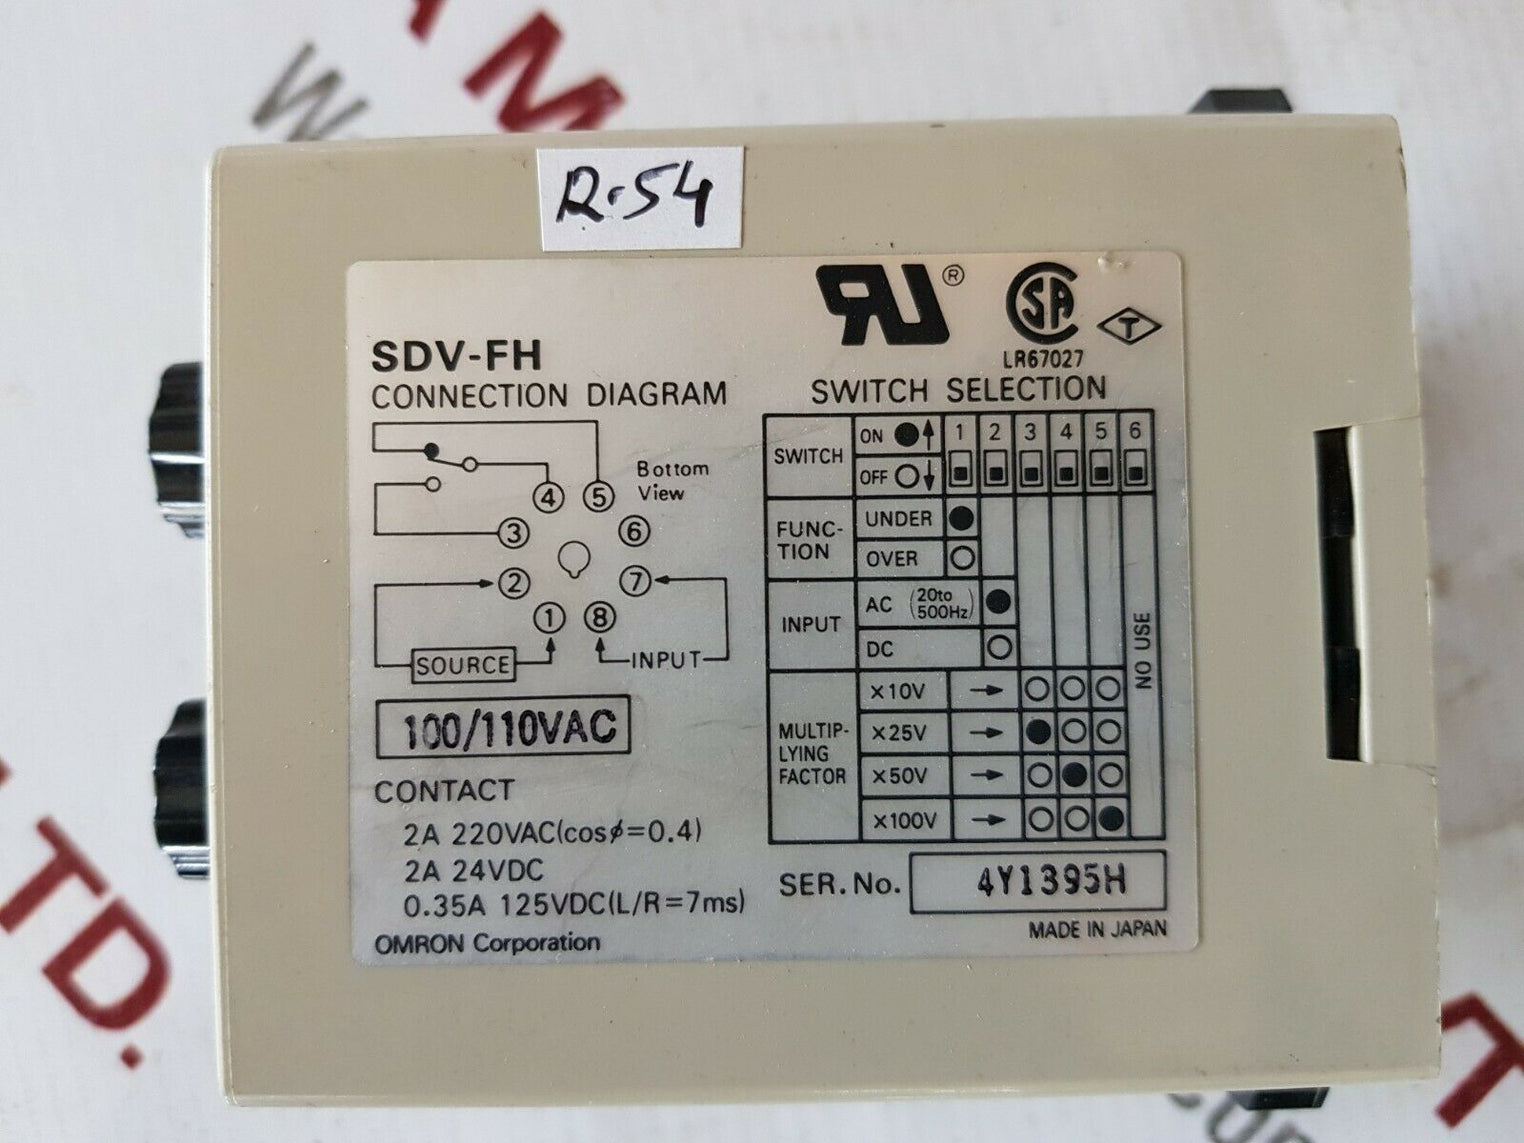 R-54
RU ®
CSA
LR67027
T
SDV-FH
CONNECTION DIAGRAM
4 5
Bottom
View
3 6
2 7
1 8
SOURCE
INPUT
100/110VAC
CONTACT
2A 220VAC(cosϕ=0.4)
2A 24VDC
0.35A 125VDC(L/R=7ms)
OMRON Corporation
SWITCH SELECTION
SWITCH ON ●↑ 1 2 3 4 5 6
OFF ○↓
FUNC-
TION
UNDER ●
OVER ○
INPUT
AC (20to
500Hz) ●
DC ○
NO USE
MULTIP-
LYING
FACTOR
×10V → ○ ○ ○
×25V → ● ○ ○
×50V → ○ ● ○
×100V → ○ ○ ●
SER.No. 4Y1395H
MADE IN JAPAN
TD.